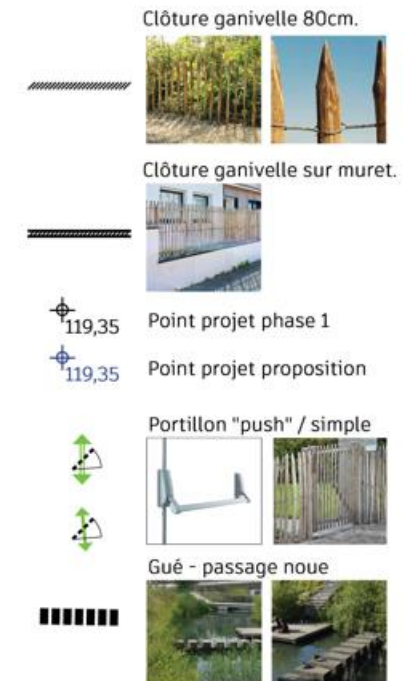 Clôture ganivelle 80cm.
Clôture ganivelle sur muret.
119,35 Point projet phase 1
119,35 Point projet proposition
Portillon "push" / simple
Gué - passage noue